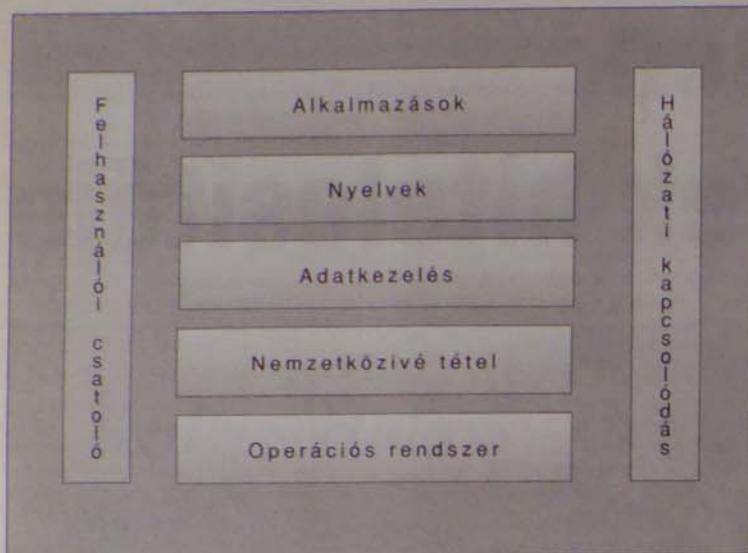 Felhasználói csatoló
Alkalmazások
Nyelvek
Adatkezelés
Nemzetközivé tétel
Operációs rendszer
Hálózati kapcsolódás